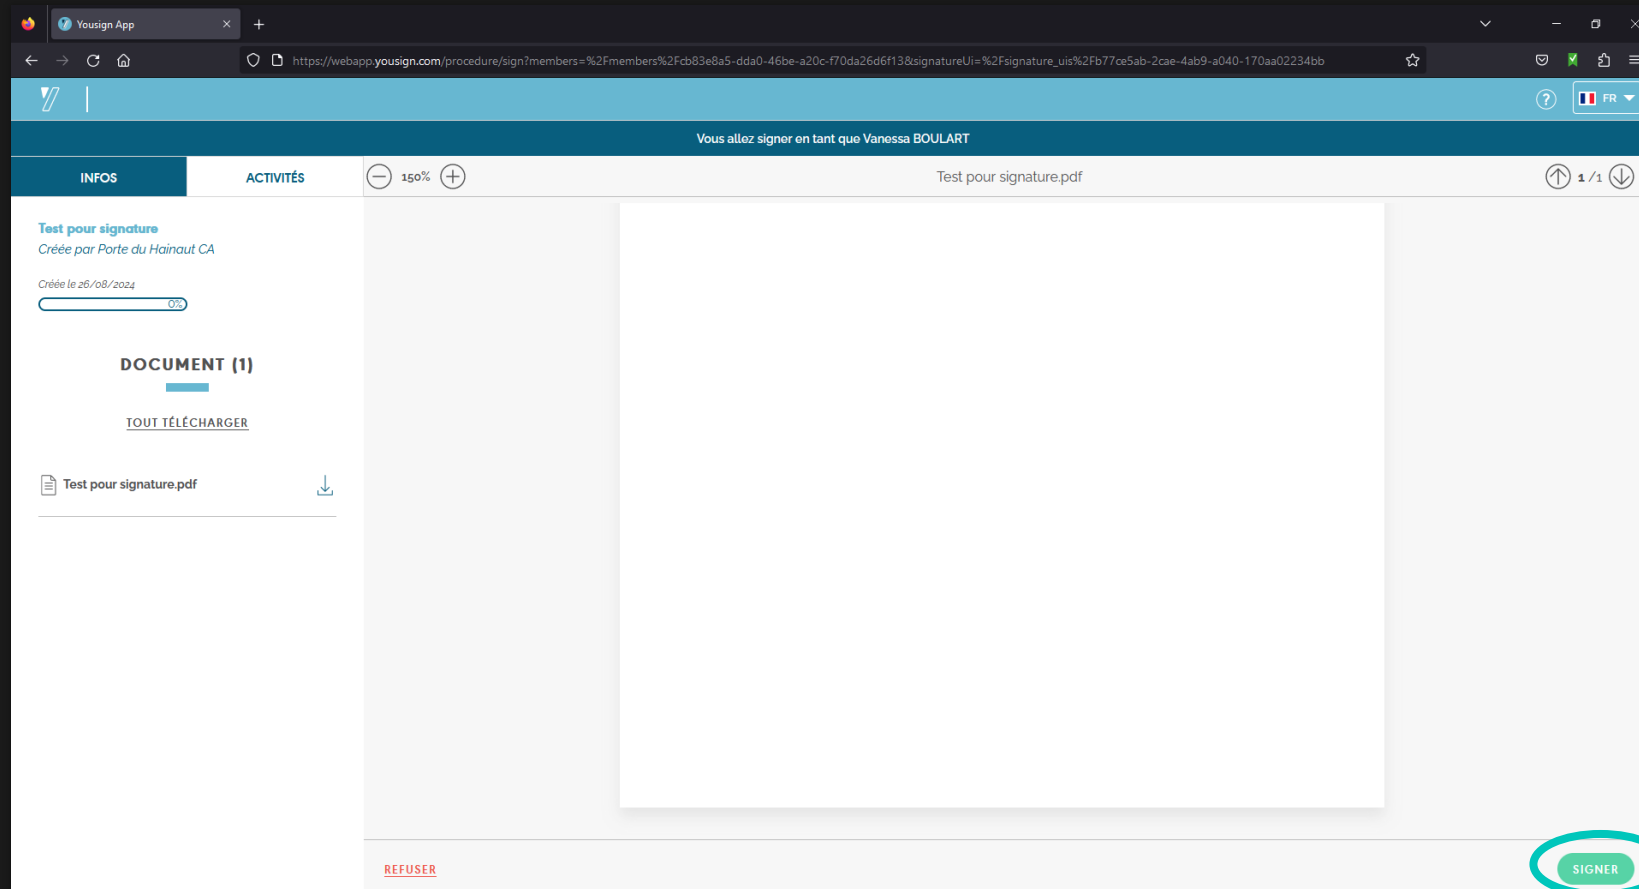 Yousign App
https://webapp.yousign.com/procedure/sign?members=%2Fmembers%2Fcb83e8a5-dda0-46be-a20c-f70da26d6f13&signatureUi=%2Fsignature_uis%2Fb77ce5ab-2cae-4ab9-a040-170aa02234bb
? FR
Vous allez signer en tant que Vanessa BOULART
INFOS ACTIVITÉS 150% Test pour signature.pdf 1 /1
Test pour signature
Créée par Porte du Hainaut CA
Créée le 26/08/2024
0%
DOCUMENT (1)
TOUT TÉLÉCHARGER
Test pour signature.pdf
REFUSER SIGNER